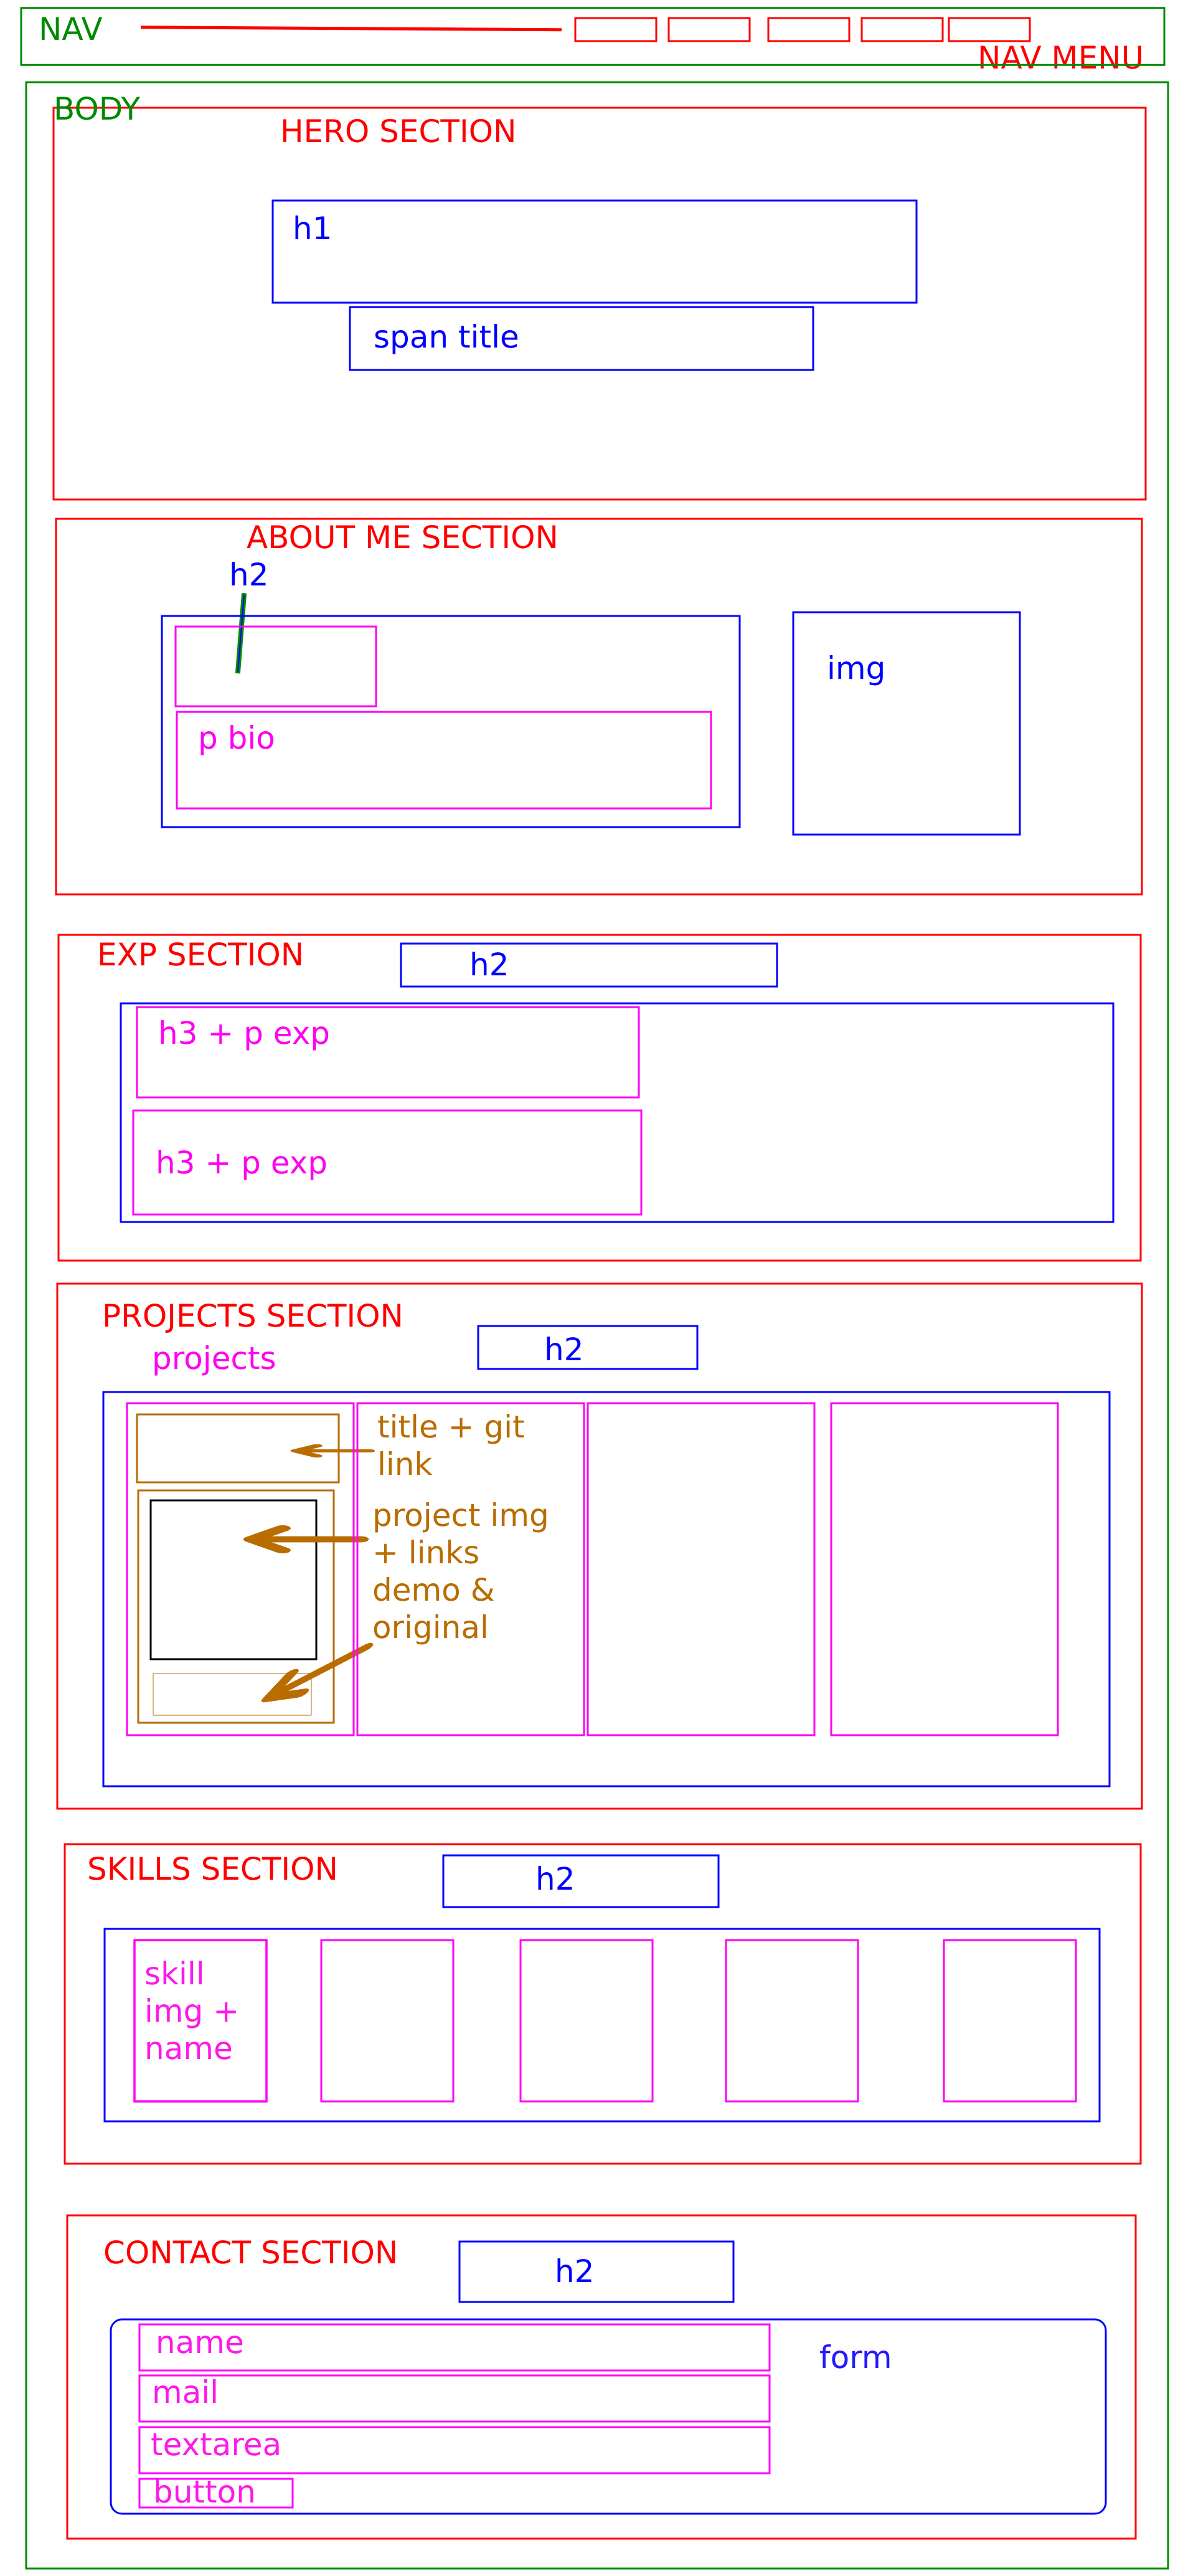 NAV
NAV MENU
BODY
HERO SECTION
h1
span title
ABOUT ME SECTION
h2
img
p bio
EXP SECTION
h2
h3 + p exp
h3 + p exp
PROJECTS SECTION
h2
projects
title + git
link
project img
+ links
demo &
original
SKILLS SECTION
h2
skill
img +
name
CONTACT SECTION
h2
name
form
mail
textarea
button